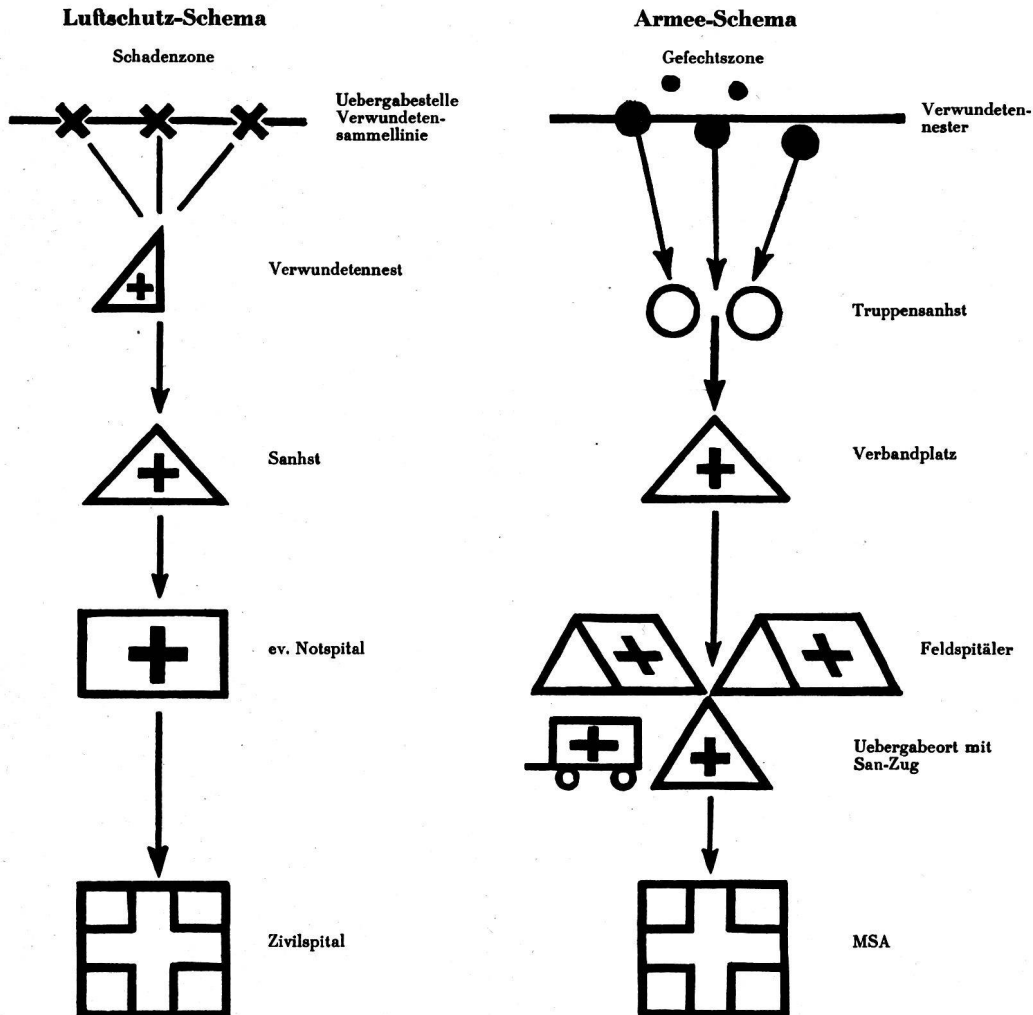 Luftschutz-Schema
Schadenzone
Uebergabestelle
Verwundeten-
sammellinie
Verwundetennest
Sanhst
ev. Notspital
Zivilspital
Armee-Schema
Gefechtszone
Verwundeten-
nester
Truppensanhst
Verbandplatz
Feldspitäler
Uebergabeort mit
San-Zug
MSA